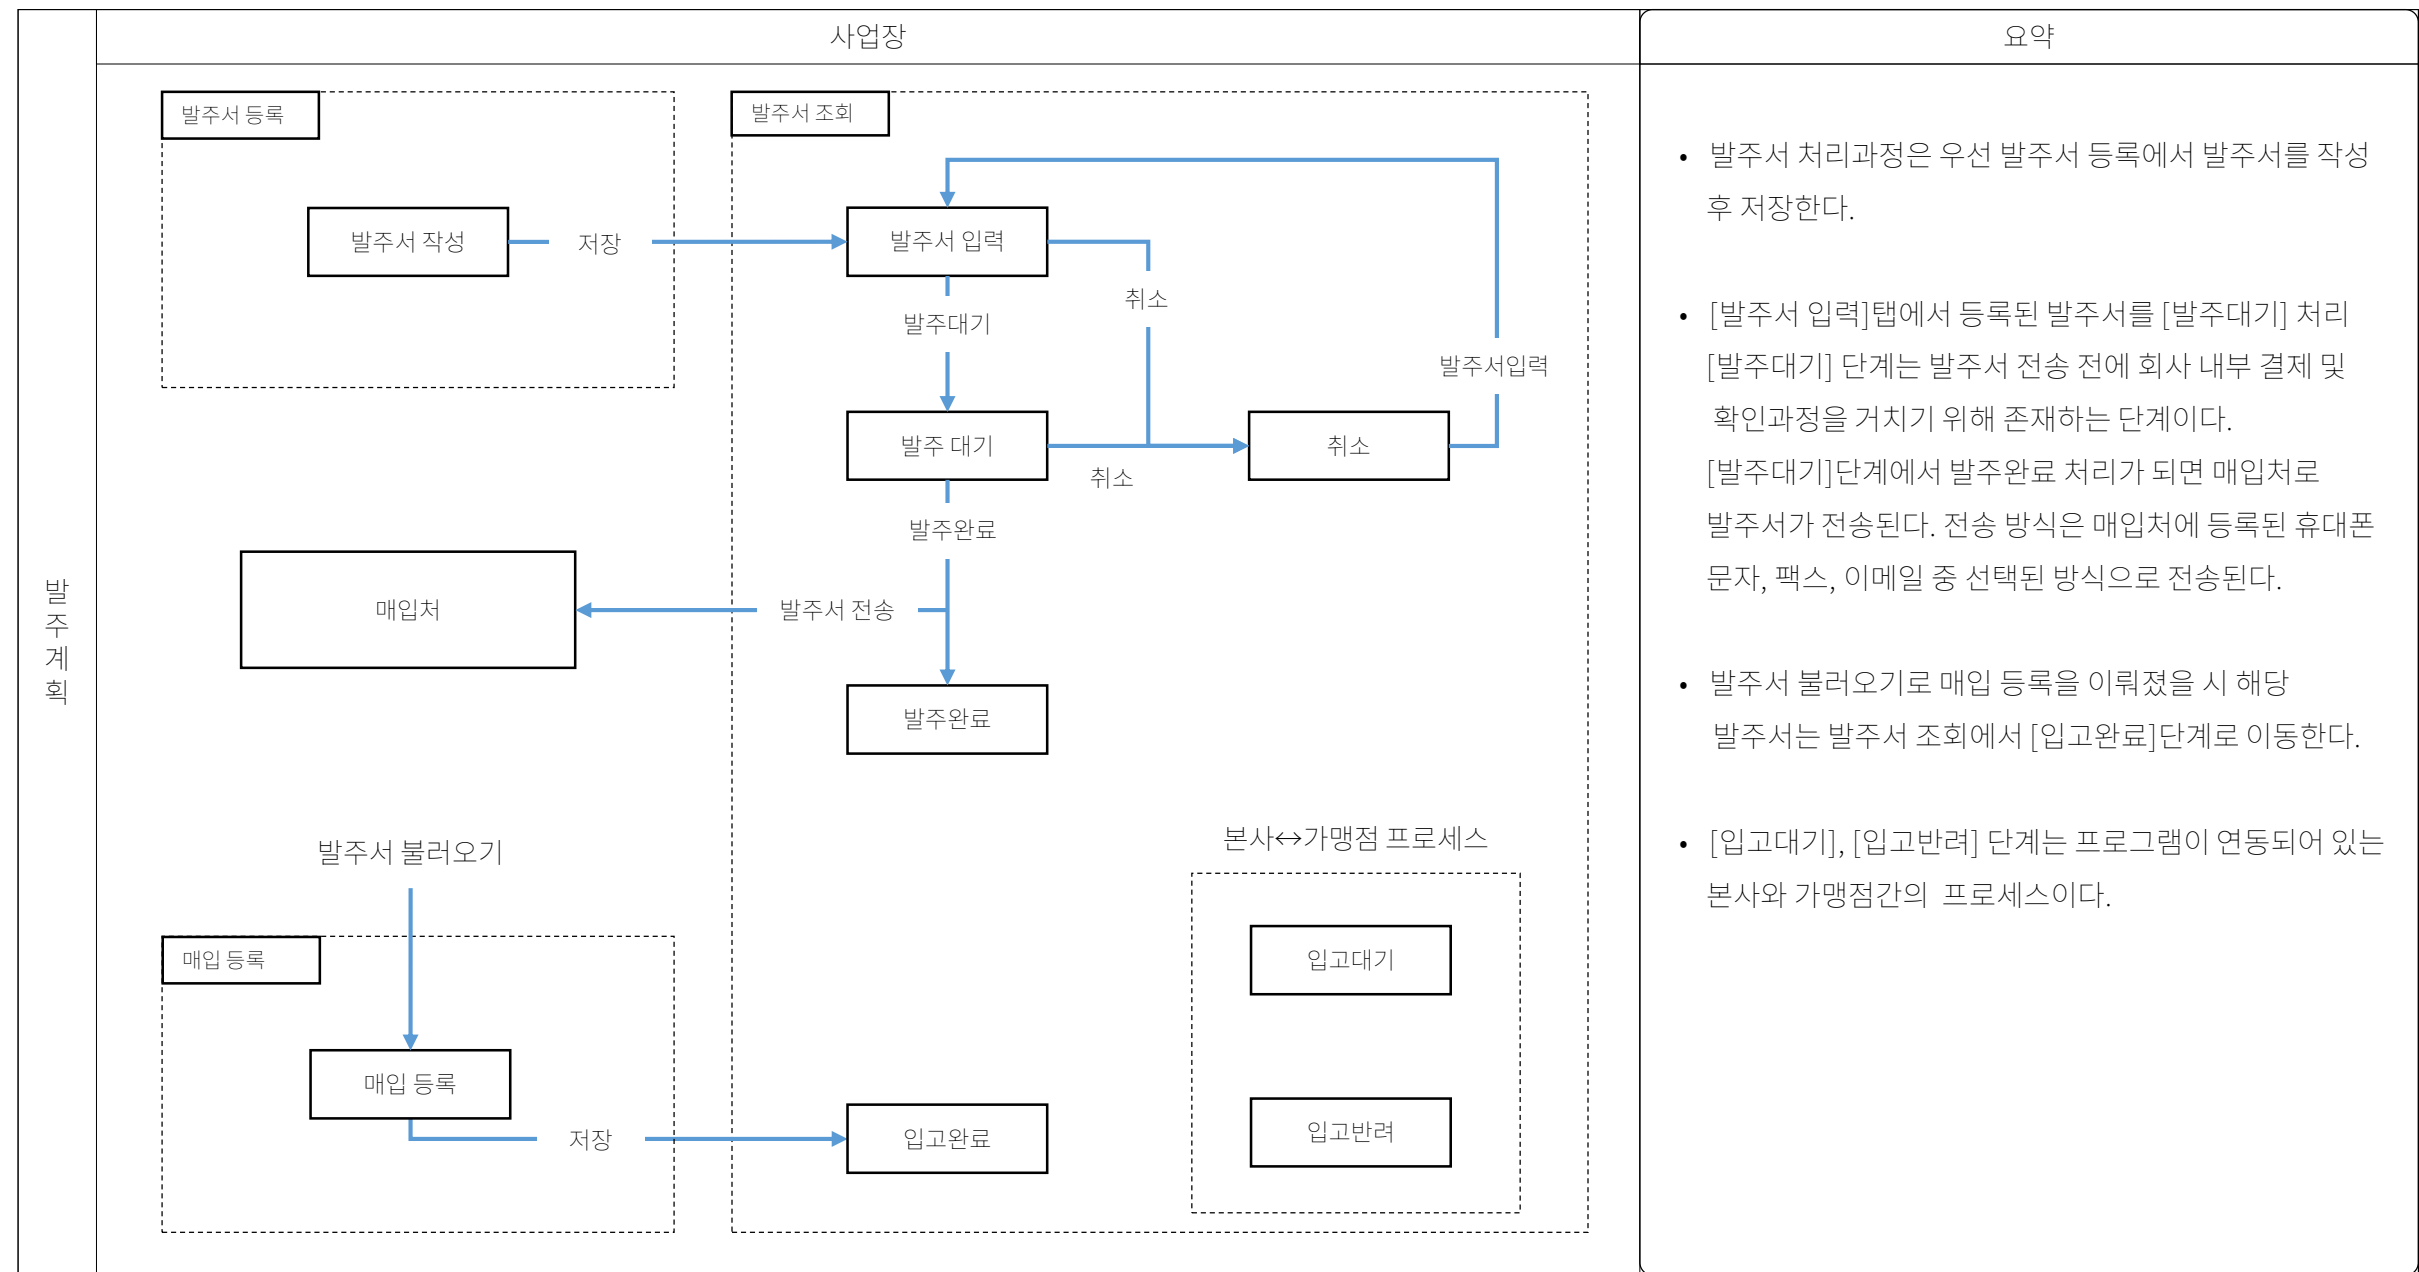 사업장
요약
발주계획
발주서 등록
발주서 조회
발주서 작성
저장
발주서 입력
취소
발주대기
발주서입력
발주 대기
취소
취소
발주완료
매입처
발주서 전송
발주완료
발주서 불러오기
본사↔가맹점 프로세스
매입 등록
입고대기
매입 등록
저장
입고완료
입고반려
• 발주서 처리과정은 우선 발주서 등록에서 발주서를 작성
후 저장한다.
• [발주서 입력]탭에서 등록된 발주서를 [발주대기] 처리
[발주대기] 단계는 발주서 전송 전에 회사 내부 결제 및
확인과정을 거치기 위해 존재하는 단계이다.
[발주대기]단계에서 발주완료 처리가 되면 매입처로
발주서가 전송된다. 전송 방식은 매입처에 등록된 휴대폰
문자, 팩스, 이메일 중 선택된 방식으로 전송된다.
• 발주서 불러오기로 매입 등록을 이뤄졌을 시 해당
발주서는 발주서 조회에서 [입고완료]단계로 이동한다.
• [입고대기], [입고반려] 단계는 프로그램이 연동되어 있는
본사와 가맹점간의 프로세스이다.